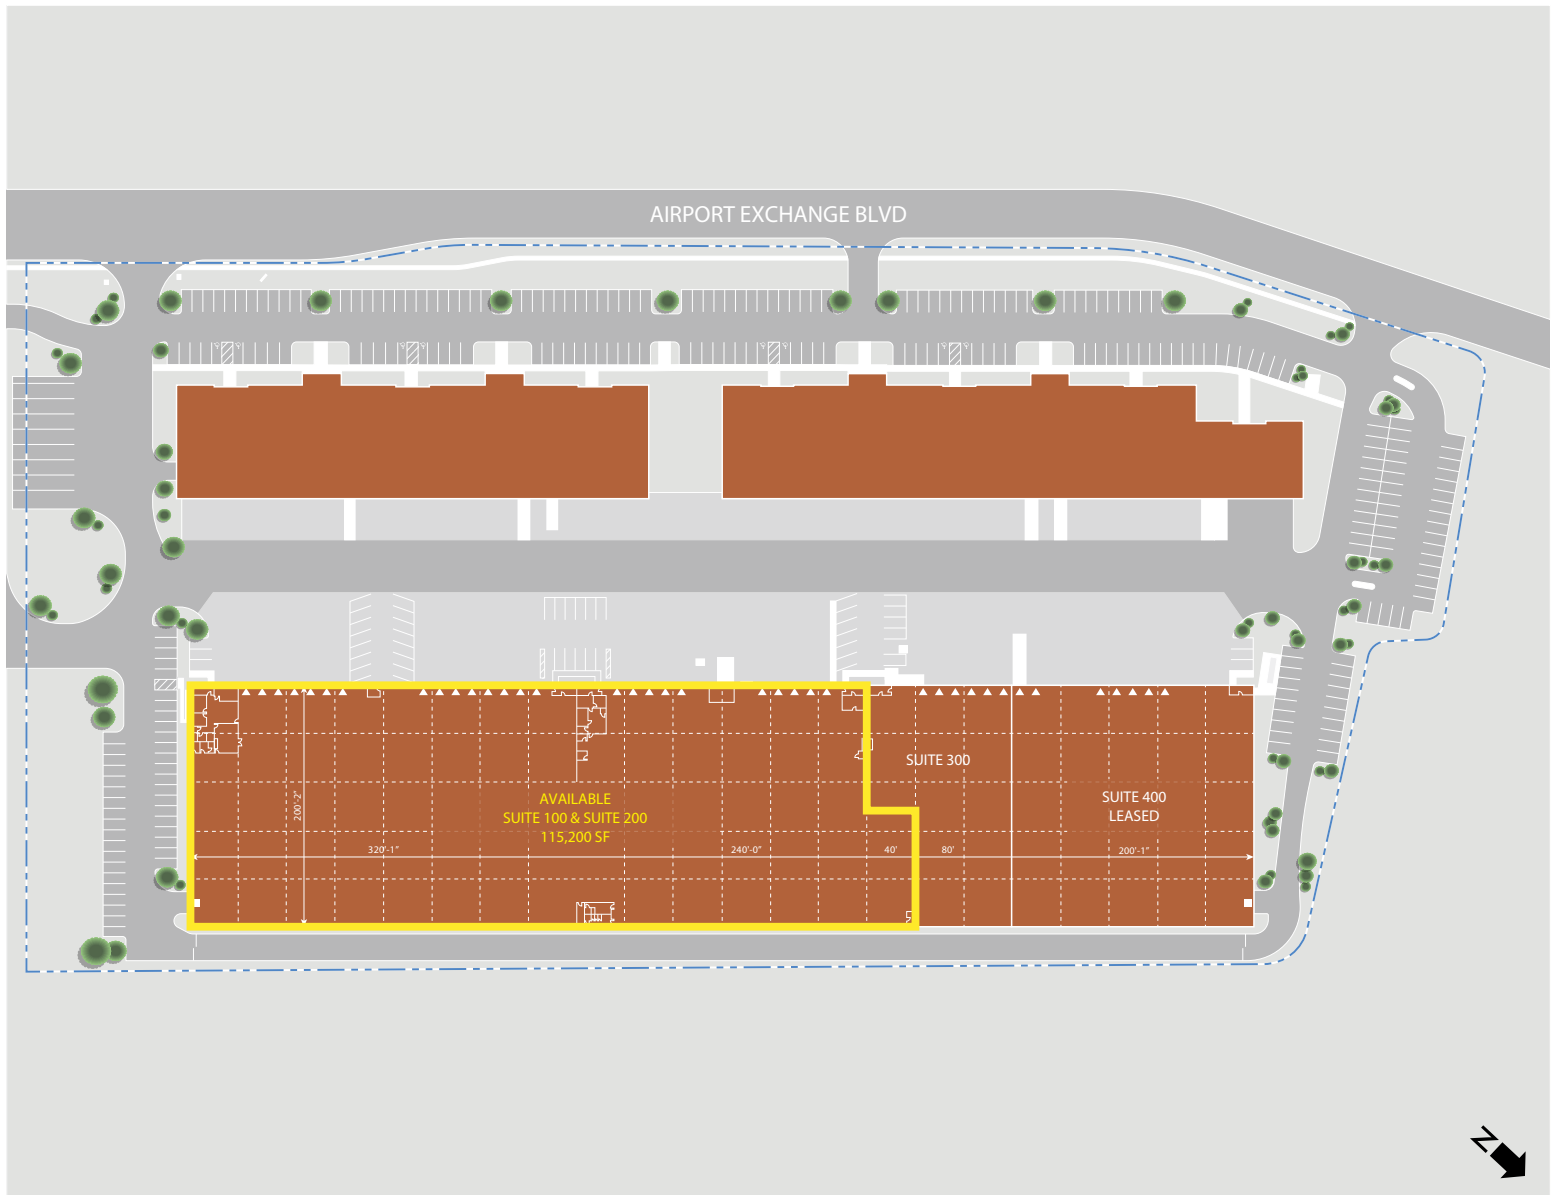 AIRPORT EXCHANGE BLVD
SUITE 300
AVAILABLE
SUITE 100 & SUITE 200
115,200 SF
SUITE 400
LEASED
200'-2"
320'-1"
240'-0"
40'
80'
200'-1"
N